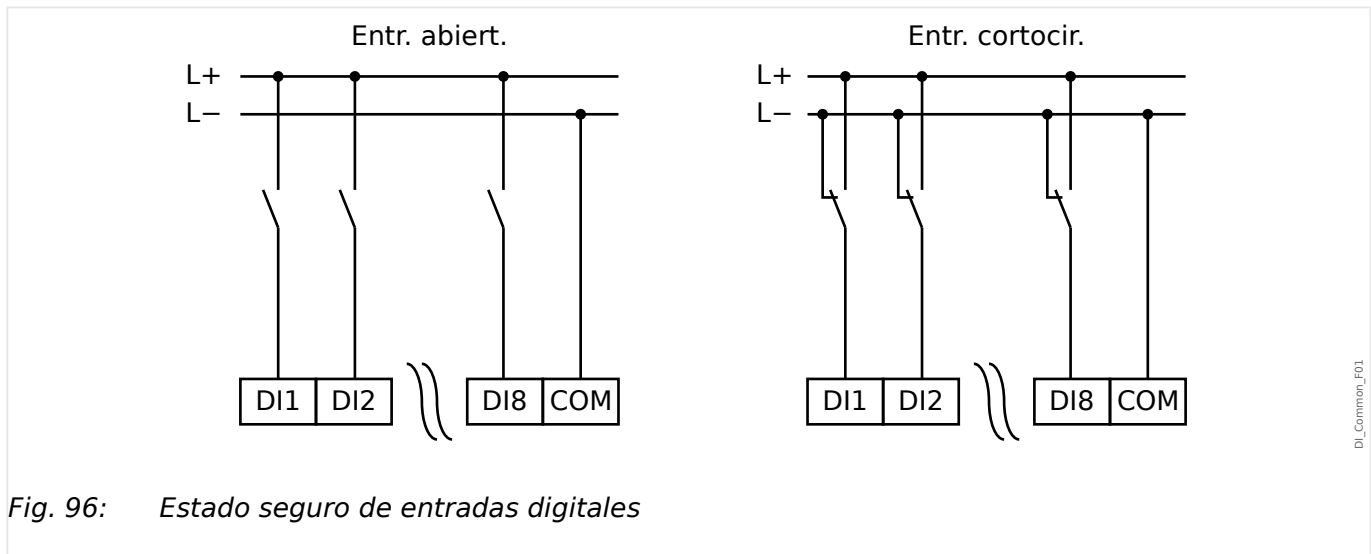 Entr. abiert.
Entr. cortocir.
L+
L−
L+
L−
DI1 DI2 DI8 COM
DI1 DI2 DI8 COM
DI_Common_F01
Fig. 96: Estado seguro de entradas digitales